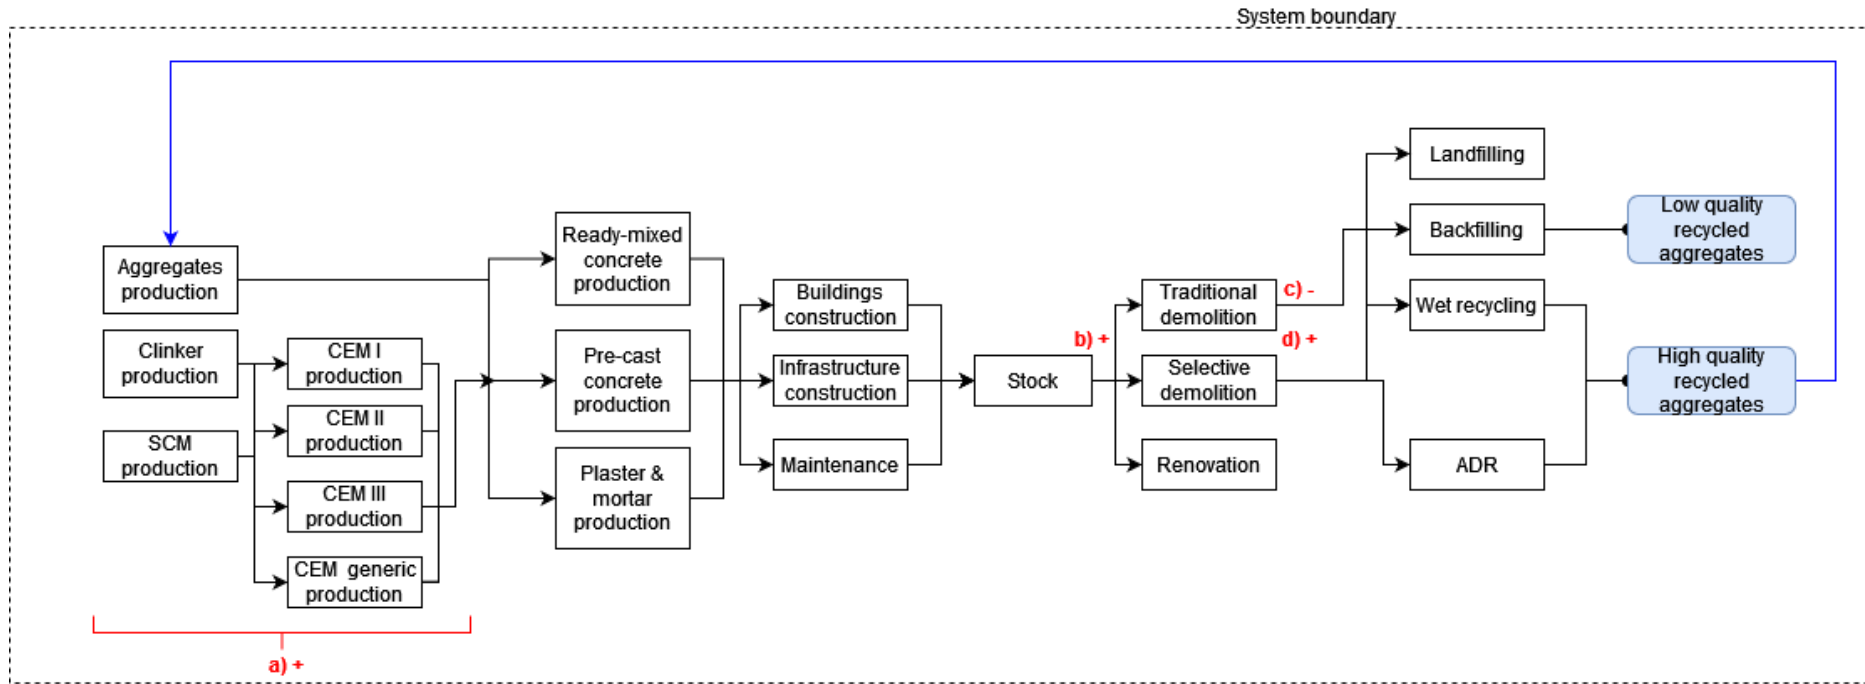 System boundary
Aggregates
production
Clinker
production
SCM
production
CEM I
production
CEM II
production
CEM III
production
CEM generic
production
a) +
Ready-mixed
concrete
production
Pre-cast
concrete
production
Plaster &
mortar
production
Buildings
construction
Infrastructure
construction
Maintenance
Stock
b) +
Traditional
demolition
c) -
d) +
Selective
demolition
Renovation
Landfilling
Backfilling
Wet recycling
ADR
Low quality
recycled
aggregates
High quality
recycled
aggregates